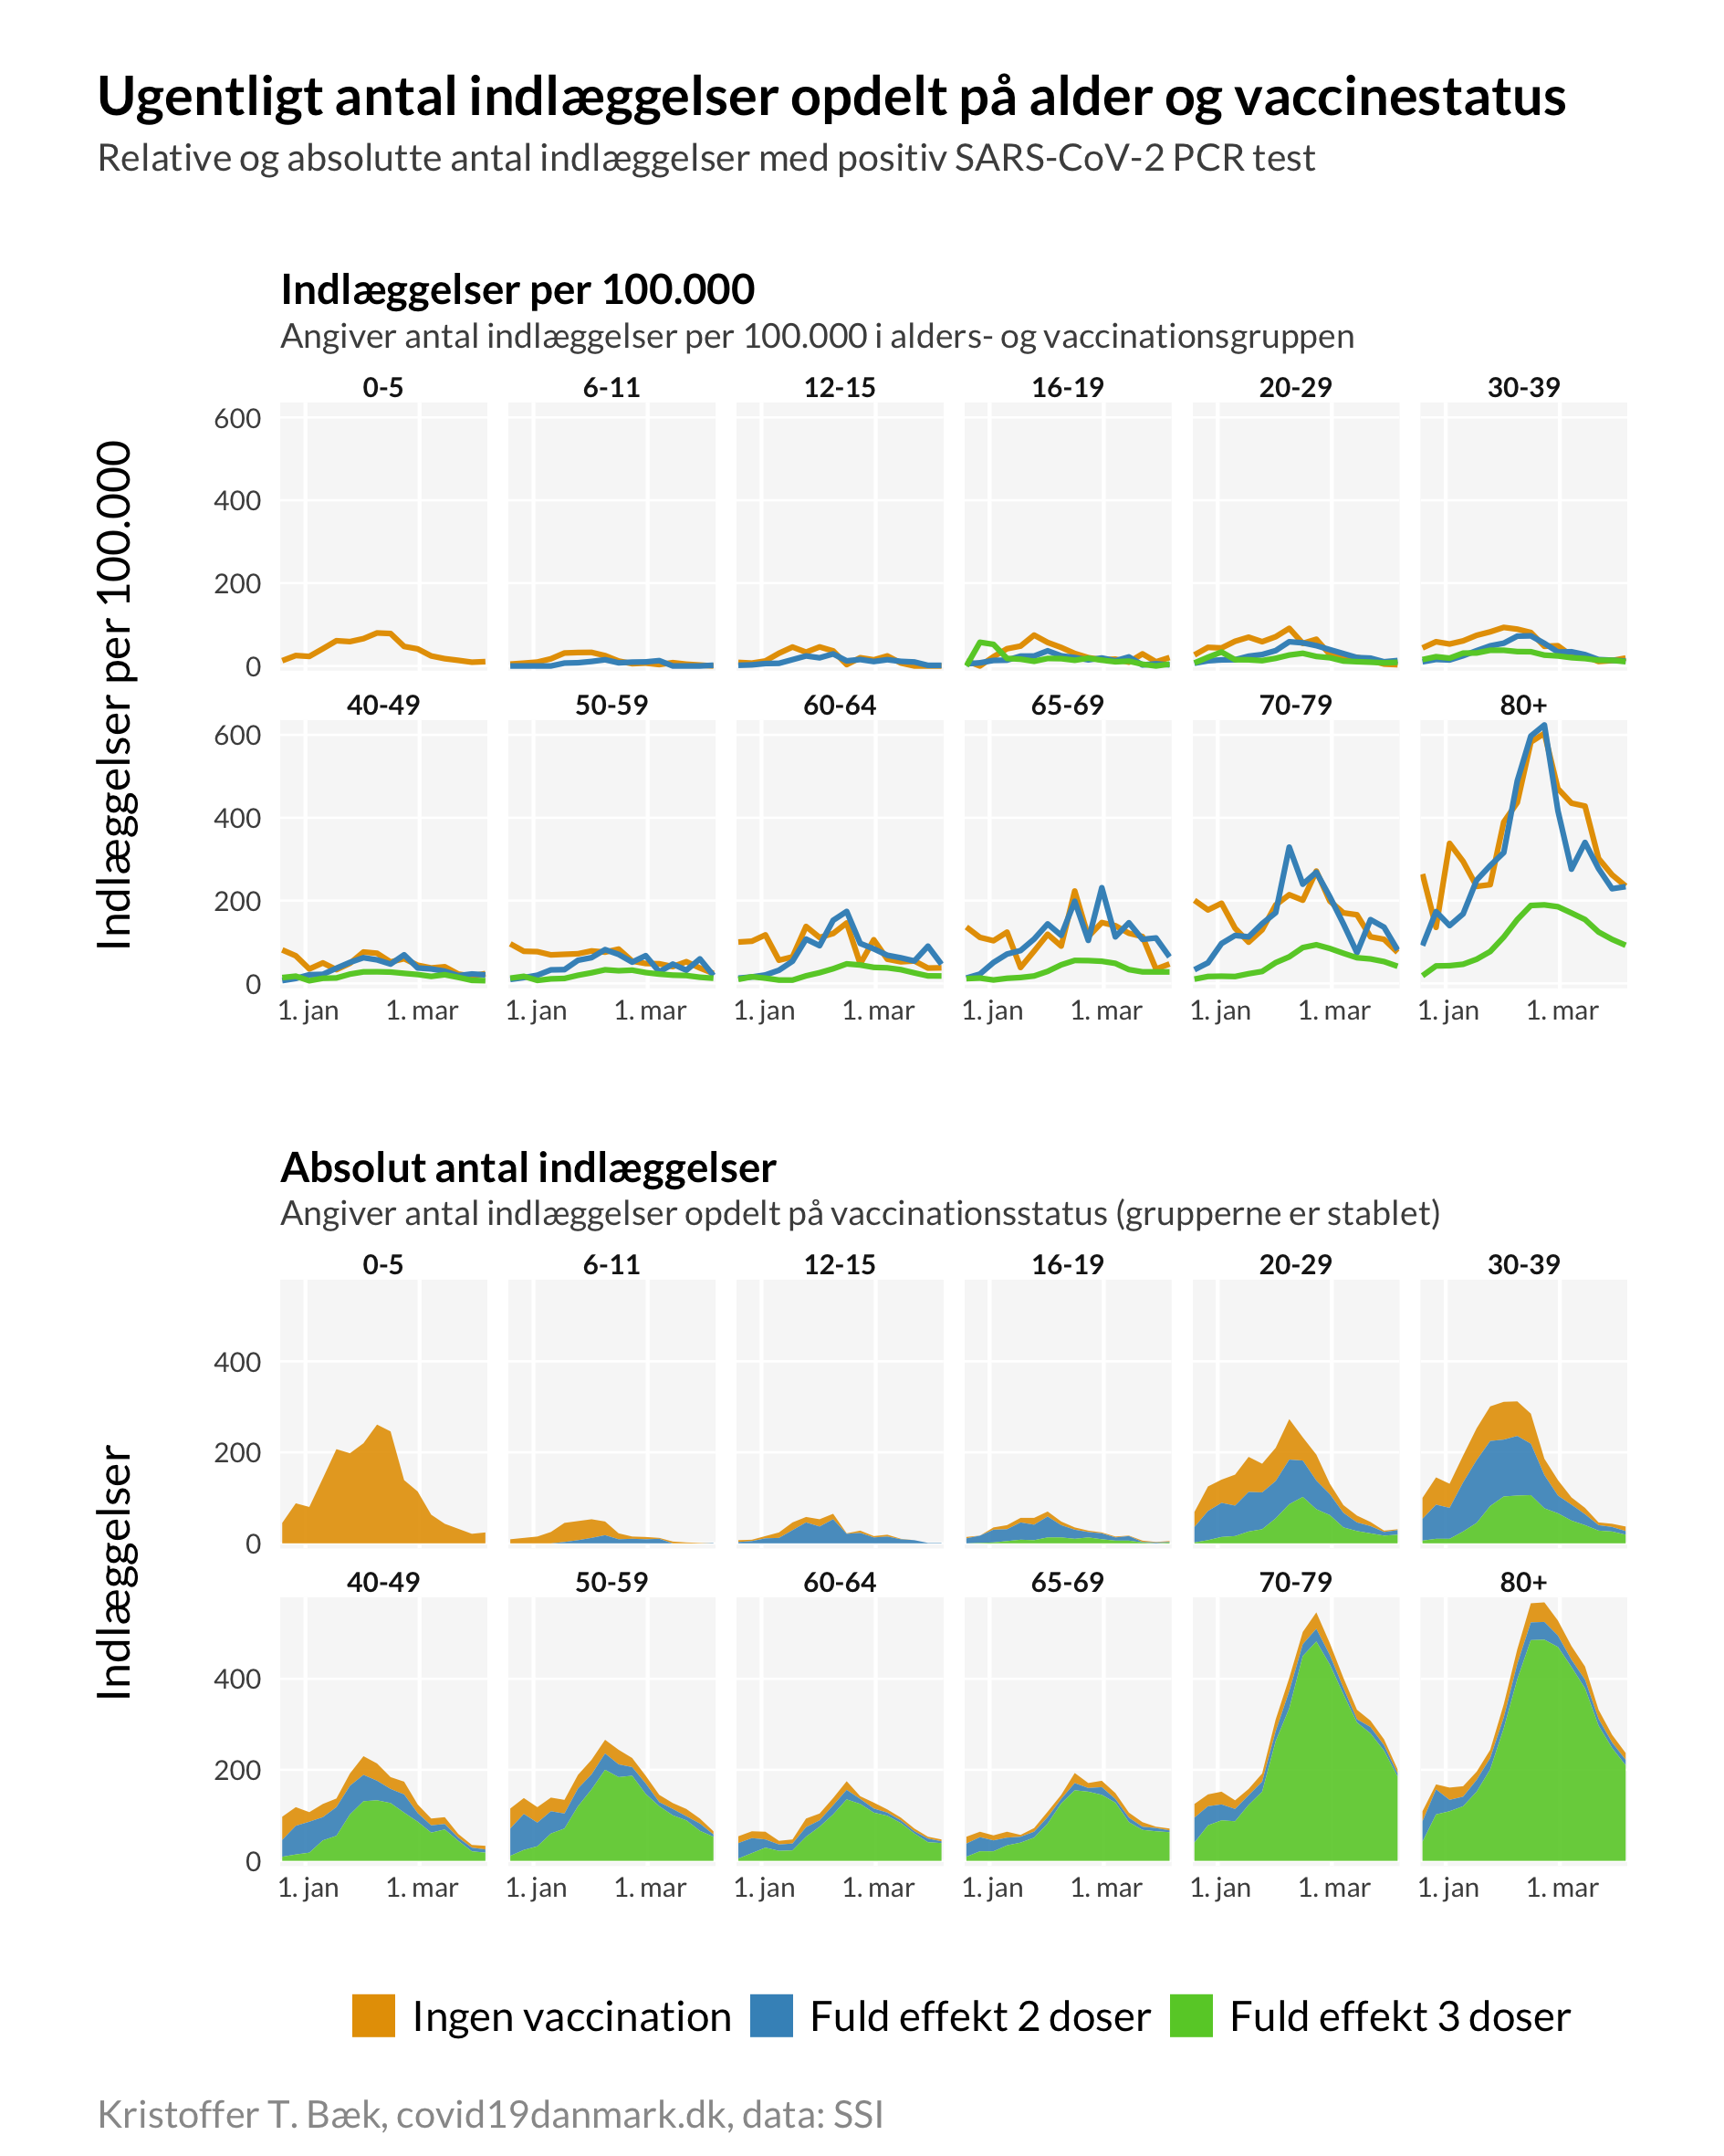 Ugentligt antal indlæggelser opdelt på alder og vaccinestatus
Relative og absolutte antal indlæggelser med positiv SARS-CoV-2 PCR test
Indlæggelser per 100.000
Angiver antal indlæggelser per 100.000 i alders- og vaccinationsgruppen
Indlæggelser per 100.000
0-5 6-11 12-15 16-19 20-29 30-39
600
400
200
0
40-49 50-59 60-64 65-69 70-79 80+
600
400
200
0
1. jan 1. mar 1. jan 1. mar 1. jan 1. mar 1. jan 1. mar 1. jan 1. mar 1. jan 1. mar
Absolut antal indlæggelser
Angiver antal indlæggelser opdelt på vaccinationsstatus (grupperne er stablet)
Indlæggelser
0-5 6-11 12-15 16-19 20-29 30-39
400
200
0
40-49 50-59 60-64 65-69 70-79 80+
400
200
0
1. jan 1. mar 1. jan 1. mar 1. jan 1. mar 1. jan 1. mar 1. jan 1. mar 1. jan 1. mar
Ingen vaccination Fuld effekt 2 doser Fuld effekt 3 doser
Kristoffer T. Bæk, covid19danmark.dk, data: SSI